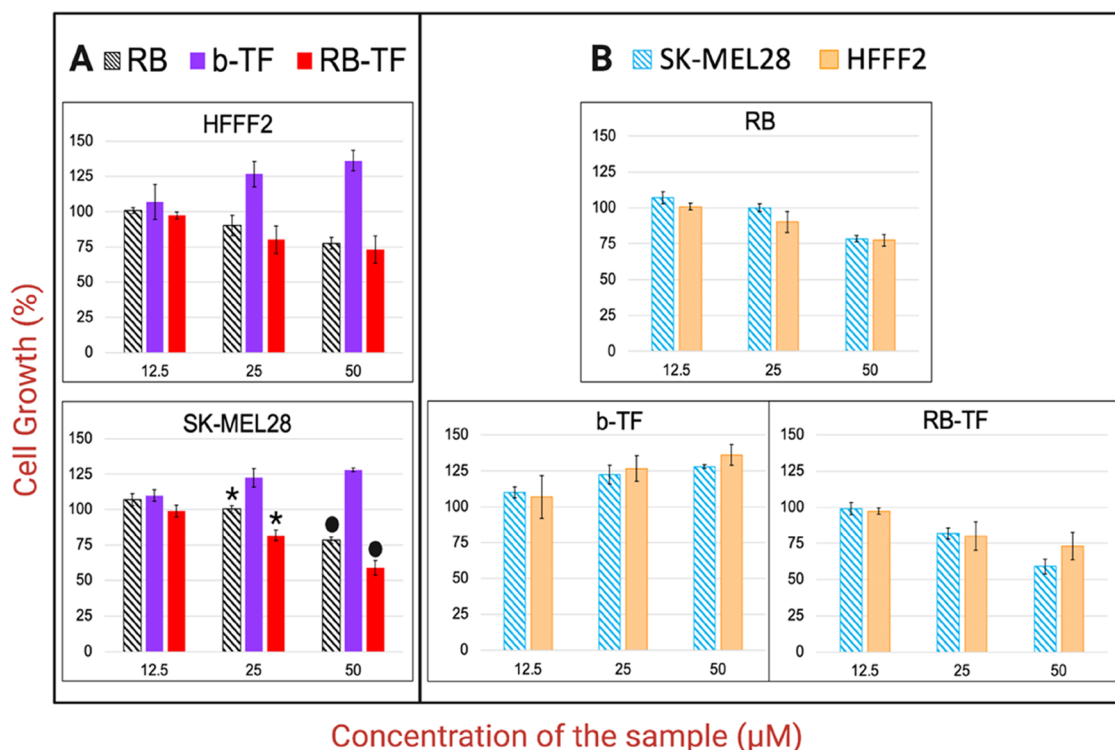 A RB b-TF RB-TF
HFFF2
150
125
100
75
50
25
0
12.5 25 50
SK-MEL28
150
125
100
75
50
25
0
* *
12.5 25 50
B SK-MEL28 HFFF2
RB
150
125
100
75
50
25
0
12.5 25 50
b-TF
150
125
100
75
50
25
0
12.5 25 50
RB-TF
150
125
100
75
50
25
0
12.5 25 50
Cell Growth (%)
Concentration of the sample (µM)